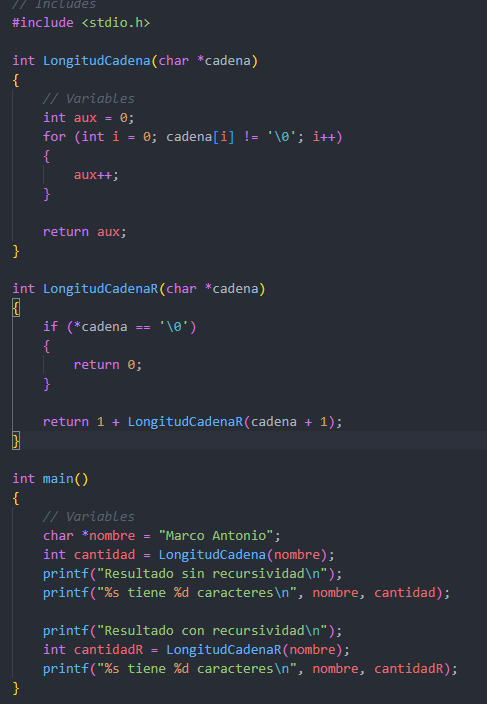 // Includes
#include <stdio.h>

int LongitudCadena(char *cadena)
{
    // Variables
    int aux = 0;
    for (int i = 0; cadena[i] != '\0'; i++)
    {
        aux++;
    }

    return aux;
}

int LongitudCadenaR(char *cadena)
{
    if (*cadena == '\0')
    {
        return 0;
    }

    return 1 + LongitudCadenaR(cadena + 1);
}

int main()
{
    // Variables
    char *nombre = "Marco Antonio";
    int cantidad = LongitudCadena(nombre);
    printf("Resultado sin recursividad\n");
    printf("%s tiene %d caracteres\n", nombre, cantidad);

    printf("Resultado con recursividad\n");
    int cantidadR = LongitudCadenaR(nombre);
    printf("%s tiene %d caracteres\n", nombre, cantidadR);
}